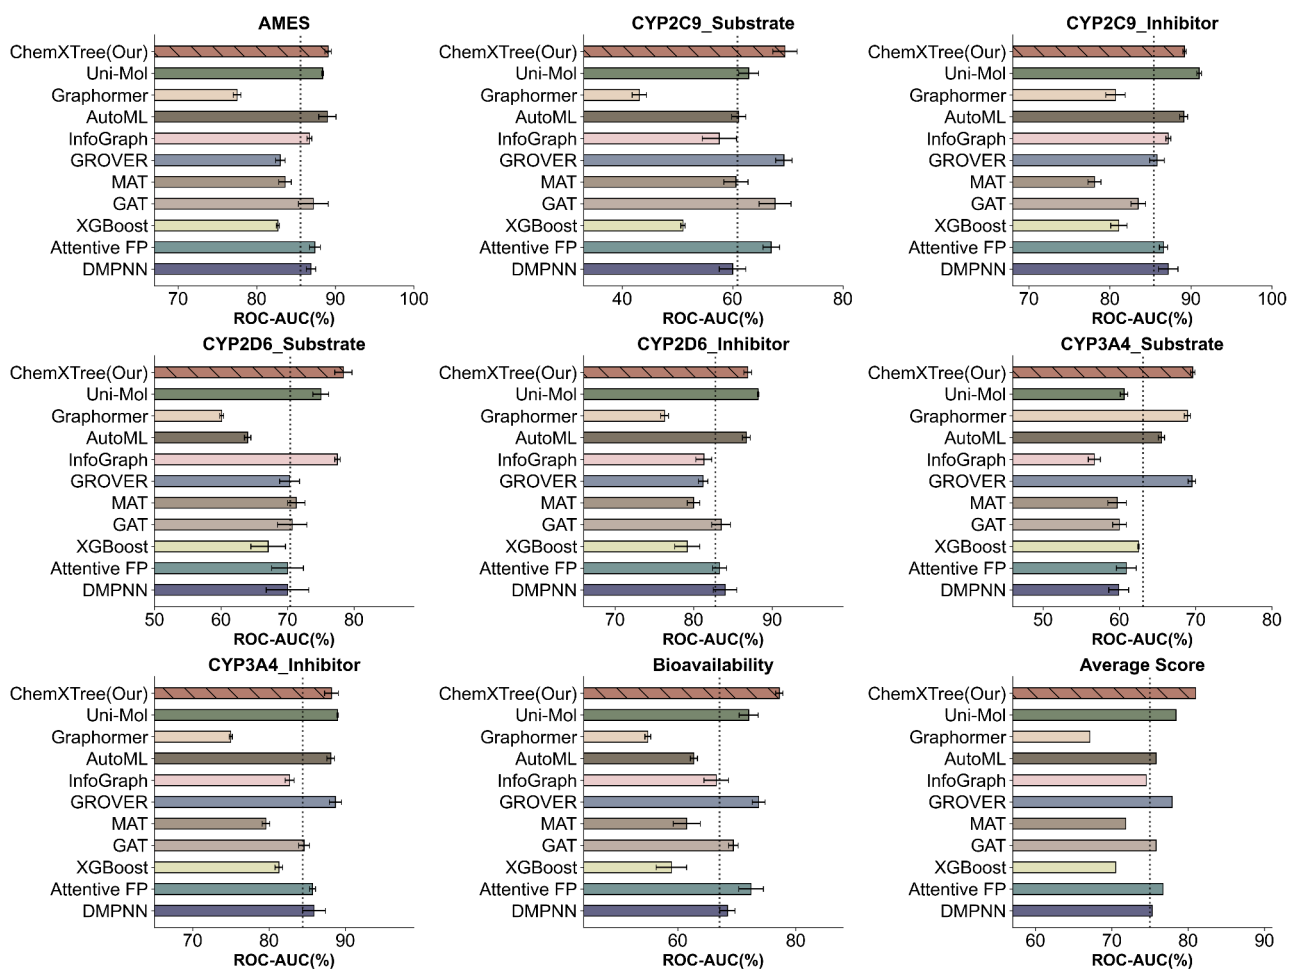 AMES
ChemXTree(Our)
Uni-Mol
Graphormer
AutoML
InfoGraph
GROVER
MAT
GAT
XGBoost
Attentive FP
DMPNN
70 80 90 100
ROC-AUC(%)
CYP2C9_Substrate
ChemXTree(Our)
Uni-Mol
Graphormer
AutoML
InfoGraph
GROVER
MAT
GAT
XGBoost
Attentive FP
DMPNN
40 60 80
ROC-AUC(%)
CYP2C9_Inhibitor
ChemXTree(Our)
Uni-Mol
Graphormer
AutoML
InfoGraph
GROVER
MAT
GAT
XGBoost
Attentive FP
DMPNN
70 80 90 100
ROC-AUC(%)
CYP2D6_Substrate
ChemXTree(Our)
Uni-Mol
Graphormer
AutoML
InfoGraph
GROVER
MAT
GAT
XGBoost
Attentive FP
DMPNN
50 60 70 80
ROC-AUC(%)
CYP2D6_Inhibitor
ChemXTree(Our)
Uni-Mol
Graphormer
AutoML
InfoGraph
GROVER
MAT
GAT
XGBoost
Attentive FP
DMPNN
70 80 90
ROC-AUC(%)
CYP3A4_Substrate
ChemXTree(Our)
Uni-Mol
Graphormer
AutoML
InfoGraph
GROVER
MAT
GAT
XGBoost
Attentive FP
DMPNN
50 60 70 80
ROC-AUC(%)
CYP3A4_Inhibitor
ChemXTree(Our)
Uni-Mol
Graphormer
AutoML
InfoGraph
GROVER
MAT
GAT
XGBoost
Attentive FP
DMPNN
70 80 90
ROC-AUC(%)
Bioavailability
ChemXTree(Our)
Uni-Mol
Graphormer
AutoML
InfoGraph
GROVER
MAT
GAT
XGBoost
Attentive FP
DMPNN
60 80
ROC-AUC(%)
Average Score
ChemXTree(Our)
Uni-Mol
Graphormer
AutoML
InfoGraph
GROVER
MAT
GAT
XGBoost
Attentive FP
DMPNN
60 70 80 90
ROC-AUC(%)